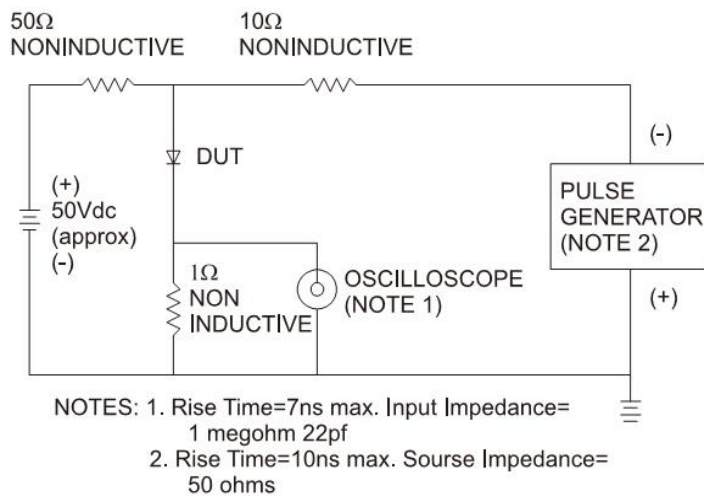 50Ω
NONINDUCTIVE
10Ω
NONINDUCTIVE
DUT
(+)
50Vdc
(approx)
(-)
1Ω
NON
INDUCTIVE
OSCILLOSCOPE
(NOTE 1)
(-)
PULSE
GENERATOR
(NOTE 2)
(+)
NOTES: 1. Rise Time=7ns max. Input Impedance=
1 megohm 22pf
2. Rise Time=10ns max. Sourse Impedance=
50 ohms